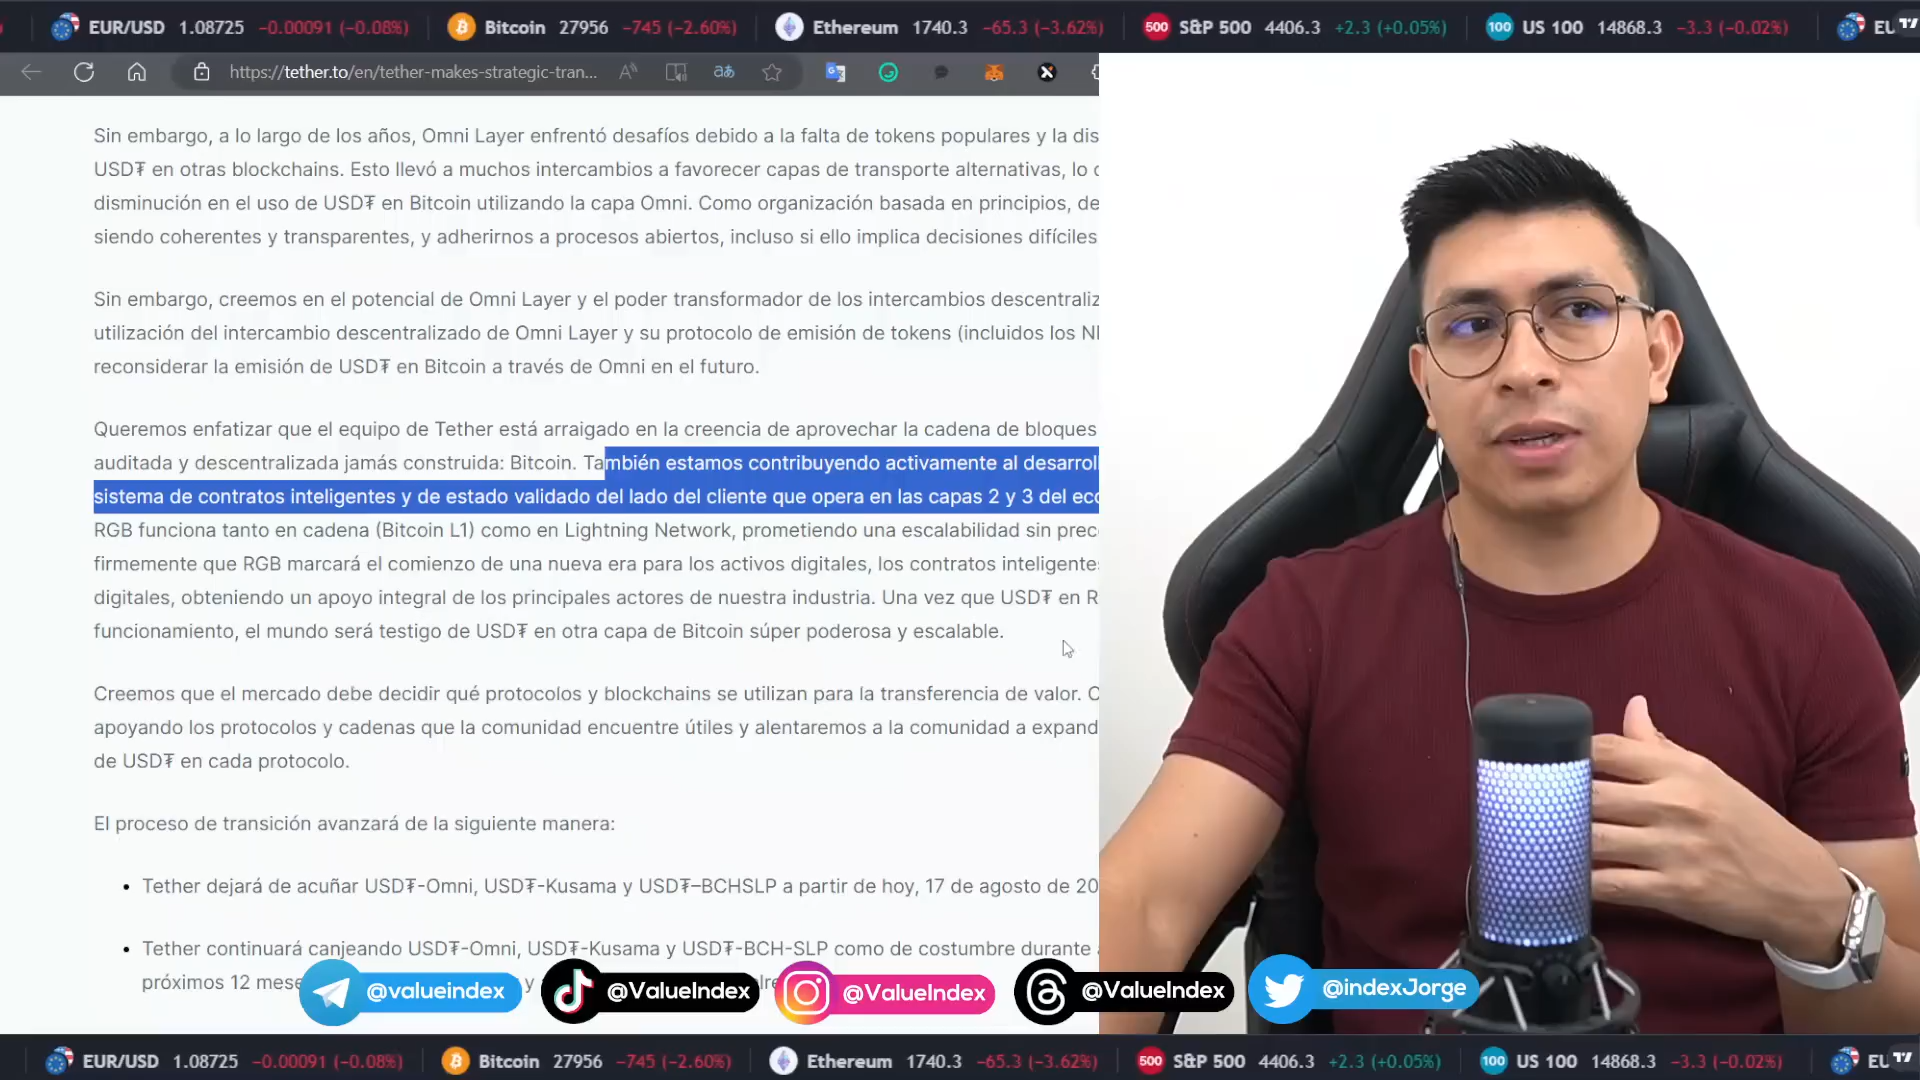 EUR/USD 1.08725 −0.00091 (−0.08%) Bitcoin 27956 −745 (−2.60%) Ethereum 1740.3 −65.3 (−3.62%) 500 S&P 500 4406.3 +2.3 (+0.05%) 100 US 100 14868.3 −3.3 (−0.02%)
https://tether.to/en/tether-makes-strategic-tran...
Sin embargo, a lo largo de los años, Omni Layer enfrentó desafíos debido a la falta de tokens populares y la dis
USD₮ en otras blockchains. Esto llevó a muchos intercambios a favorecer capas de transporte alternativas, lo
disminución en el uso de USD₮ en Bitcoin utilizando la capa Omni. Como organización basada en principios, de
siendo coherentes y transparentes, y adherirnos a procesos abiertos, incluso si ello implica decisiones difíciles
Sin embargo, creemos en el potencial de Omni Layer y el poder transformador de los intercambios descentraliz
utilización del intercambio descentralizado de Omni Layer y su protocolo de emisión de tokens (incluidos los
reconsiderar la emisión de USD₮ en Bitcoin a través de Omni en el futuro.
Queremos enfatizar que el equipo de Tether está arraigado en la creencia de aprovechar la cadena de bloques
auditada y descentralizada jamás construida: Bitcoin. También estamos contribuyendo activamente al desarroll
sistema de contratos inteligentes y de estado validado del lado del cliente que opera en las capas 2 y 3 del
RGB funciona tanto en cadena (Bitcoin L1) como en Lightning Network, prometiendo una escalabilidad sin prec
firmemente que RGB marcará el comienzo de una nueva era para los activos digitales, los contratos inteligentes
digitales, obteniendo un apoyo integral de los principales actores de nuestra industria. Una vez que USD₮ en R
funcionamiento, el mundo será testigo de USD₮ en otra capa de Bitcoin súper poderosa y escalable.
Creemos que el mercado debe decidir qué protocolos y blockchains se utilizan para la transferencia de valor.
apoyando los protocolos y cadenas que la comunidad encuentre útiles y alentaremos a la comunidad a expand
de USD₮ en cada protocolo.
El proceso de transición avanzará de la siguiente manera:
• Tether dejará de acuñar USD₮-Omni, USD₮-Kusama y USD₮–BCHSLP a partir de hoy, 17 de agosto de 20
• Tether continuará canjeando USD₮-Omni, USD₮-Kusama y USD₮-BCH-SLP como de costumbre durante
próximos 12 mese y
@valueindex @ValueIndex @ValueIndex @ValueIndex @indexJorge
EUR/USD 1.08725 −0.00091 (−0.08%) Bitcoin 27956 −745 (−2.60%) Ethereum 1740.3 −65.3 (−3.62%) 500 S&P 500 4406.3 +2.3 (+0.05%) 100 US 100 14868.3 −3.3 (−0.02%)